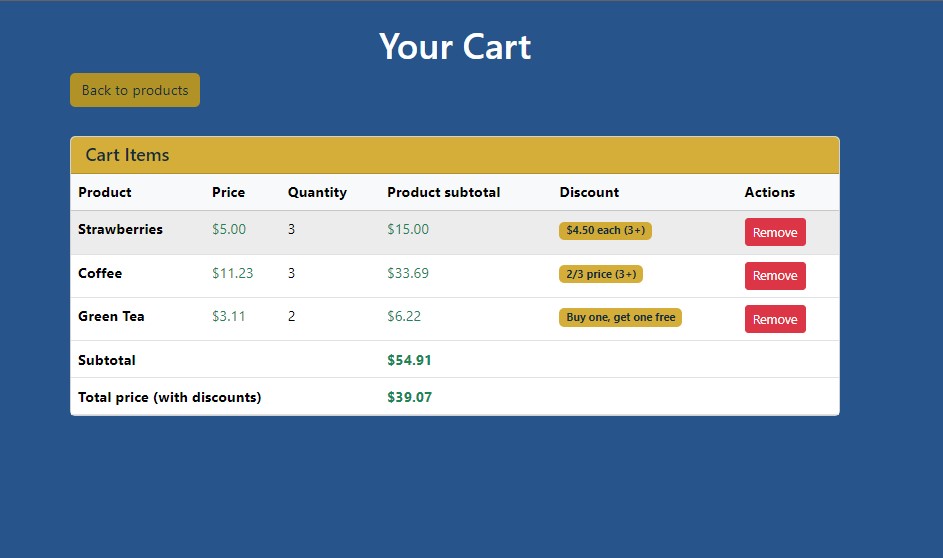 Your Cart
Back to products
Cart Items
Product Price Quantity Product subtotal Discount Actions
Strawberries $5.00 3 $15.00 $4.50 each (3+) Remove
Coffee $11.23 3 $33.69 2/3 price (3+) Remove
Green Tea $3.11 2 $6.22 Buy one, get one free Remove
Subtotal $54.91
Total price (with discounts) $39.07